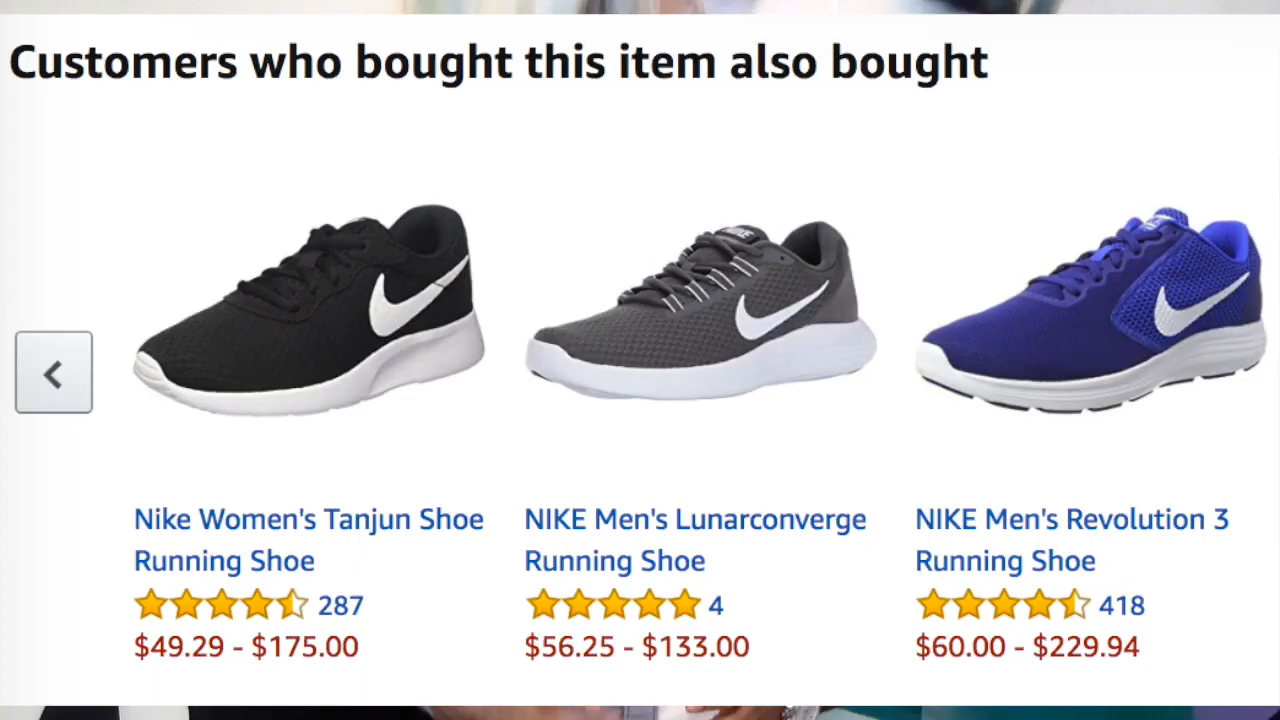 Customers who bought this item also bought
Nike Women's Tanjun Shoe
Running Shoe
287
$49.29 - $175.00
NIKE Men's Lunarconverge
Running Shoe
4
$56.25 - $133.00
NIKE Men's Revolution 3
Running Shoe
418
$60.00 - $229.94